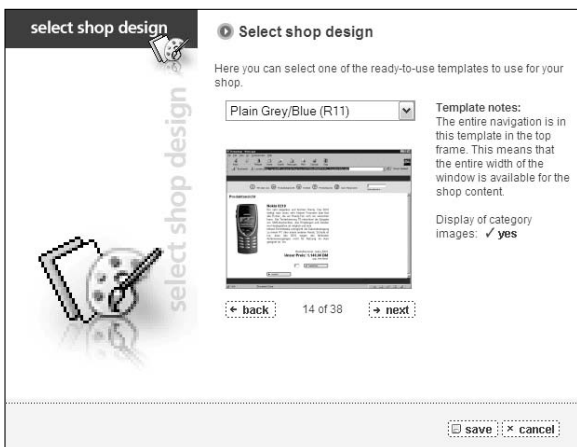 select shop design
select shop design
Select shop design
Here you can select one of the ready-to-use templates to use for your
shop.
Plain Grey/Blue (R11)
Template notes:
The entire navigation is in
this template in the top
frame. This means that
the entire width of the
window is available for the
shop content.
Display of category
images: ✓ yes
back
14 of 38
next
save
cancel